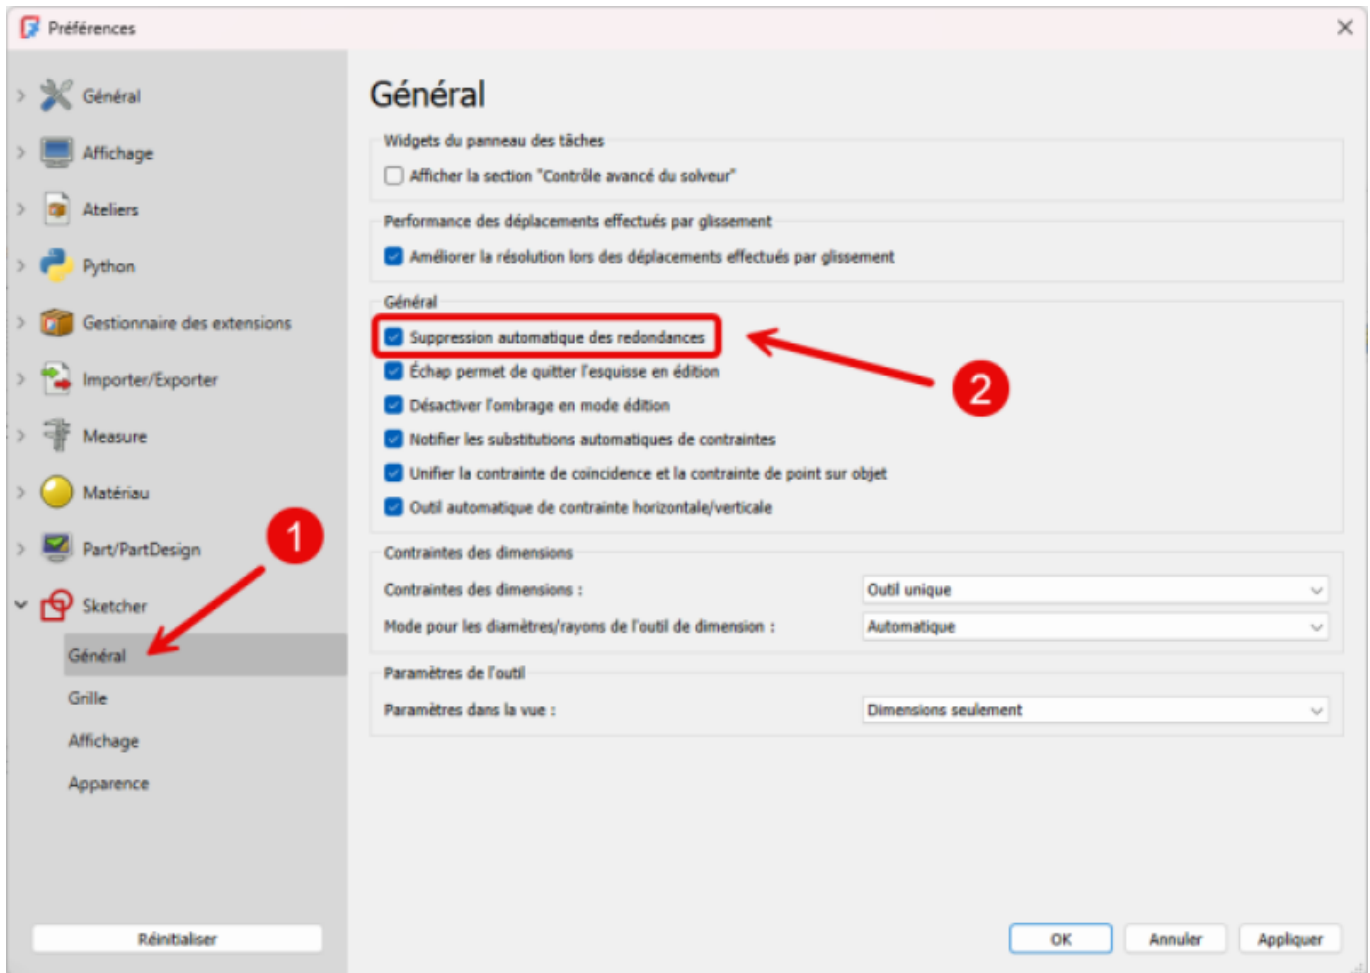 Préférences
Général
Affichage
Ateliers
Python
Gestionnaire des extensions
Importer/Exporter
Measure
Matériau
Part/PartDesign
1
Sketcher
Général
Grille
Affichage
Apparence
Réinitialiser
Général
Widgets du panneau des tâches
Afficher la section "Contrôle avancé du solveur"
Performance des déplacements effectués par glissement
Améliorer la résolution lors des déplacements effectués par glissement
Général
Suppression automatique des redondances
2
Échap permet de quitter l'esquisse en édition
Désactiver l'ombrage en mode édition
Notifier les substitutions automatiques de contraintes
Unifier la contrainte de coïncidence et la contrainte de point sur objet
Outil automatique de contrainte horizontale/verticale
Contraintes des dimensions
Contraintes des dimensions : Outil unique
Mode pour les diamètres/rayons de l'outil de dimension : Automatique
Paramètres de l'outil
Paramètres dans la vue : Dimensions seulement
OK Annuler Appliquer